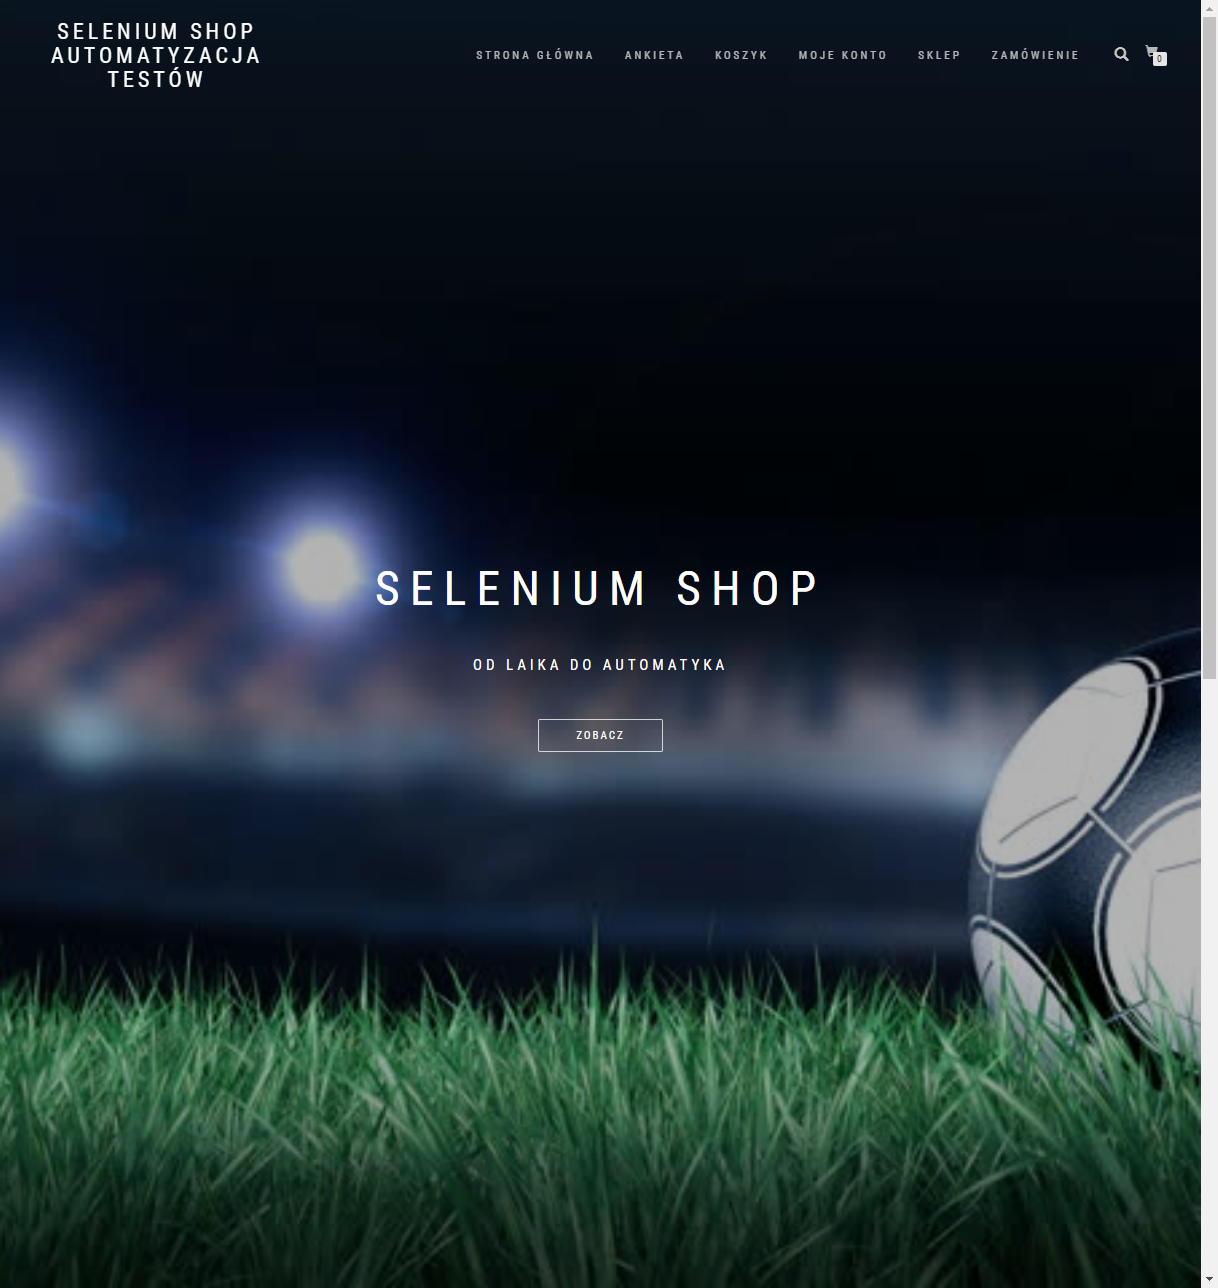 SELENIUM SHOP
AUTOMATYZACJA
TESTÓW
STRONA GŁÓWNA
ANKIETA
KOSZYK
MOJE KONTO
SKLEP
ZAMÓWIENIE
0
SELENIUM SHOP
OD LAIKA DO AUTOMATYKA
ZOBACZ